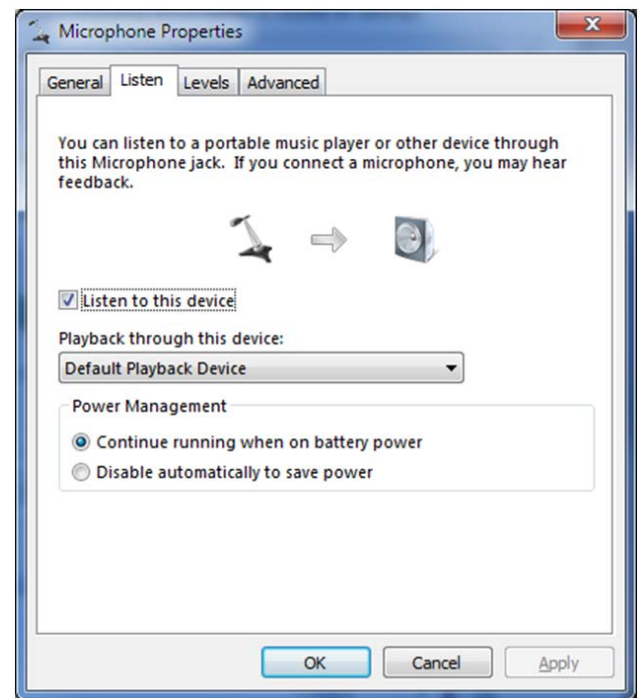 Microphone Properties
General Listen Levels Advanced
You can listen to a portable music player or other device through
this Microphone jack.  If you connect a microphone, you may hear
feedback.
Listen to this device
Playback through this device:
Default Playback Device
Power Management
Continue running when on battery power
Disable automatically to save power
OK Cancel Apply